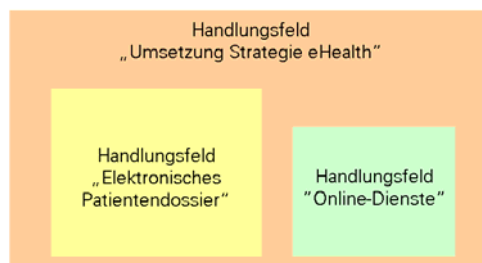 Handlungsfeld
„Umsetzung Strategie eHealth“
Handlungsfeld
„Elektronisches
Patientendossier“
Handlungsfeld
“Online-Dienste”